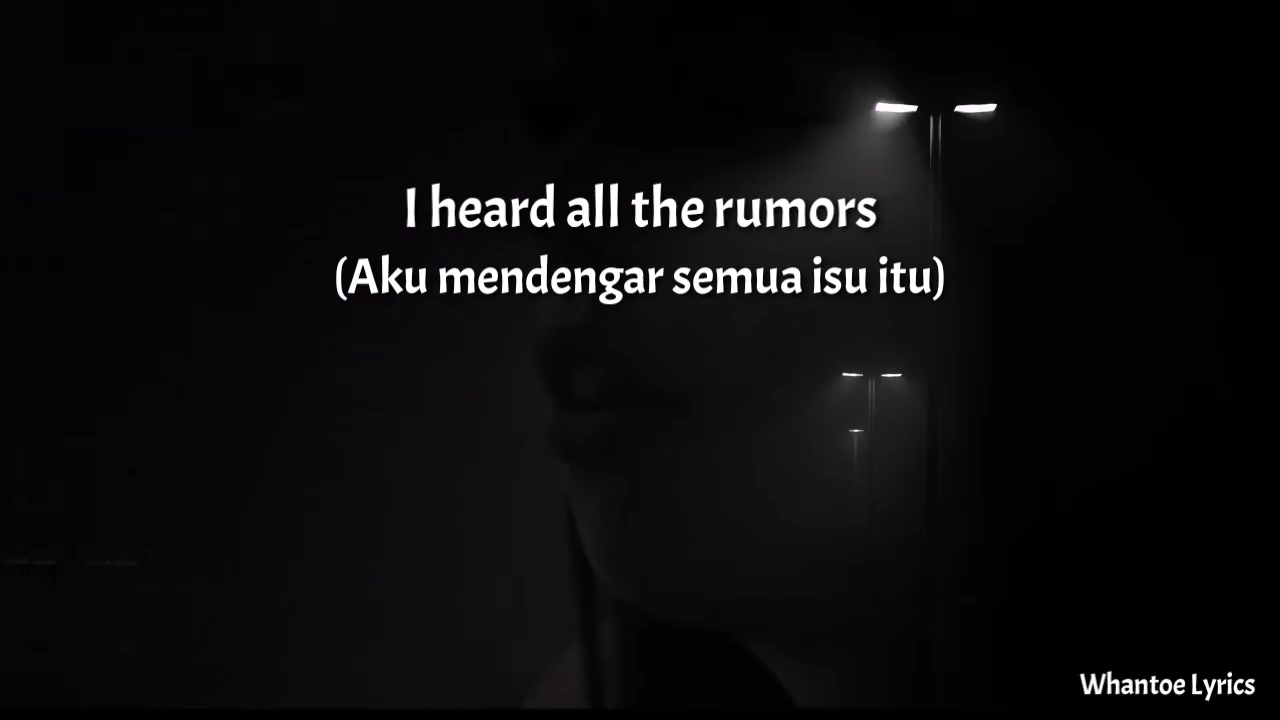 I heard all the rumors
(Aku mendengar semua isu itu)
Whantoe Lyrics